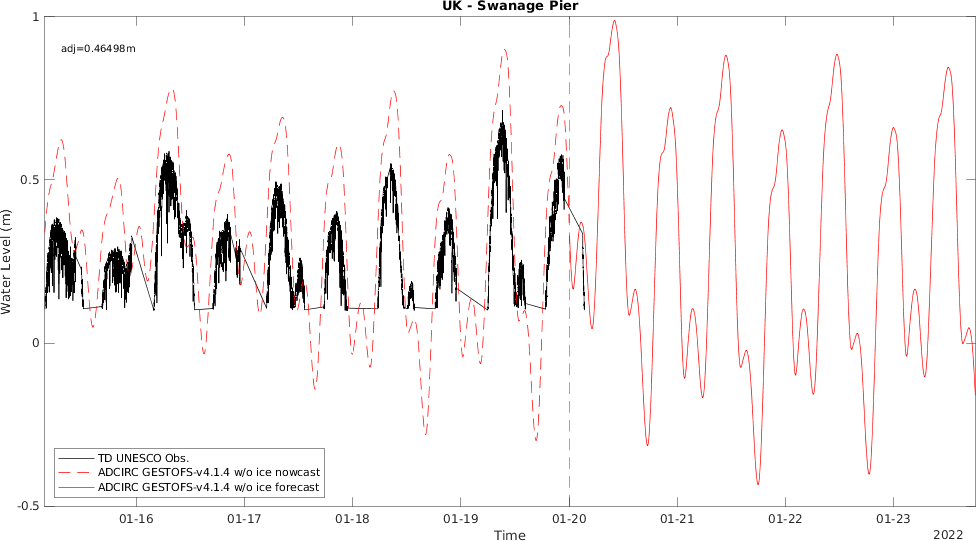 UK - Swanage Pier
adj=0.46498m
1
0.5
0
-0.5
Water Level (m)
TD UNESCO Obs.
ADCIRC GESTOFS-v4.1.4 w/o ice nowcast
ADCIRC GESTOFS-v4.1.4 w/o ice forecast
01-16 01-17 01-18 01-19 01-20 01-21 01-22 01-23
Time
2022